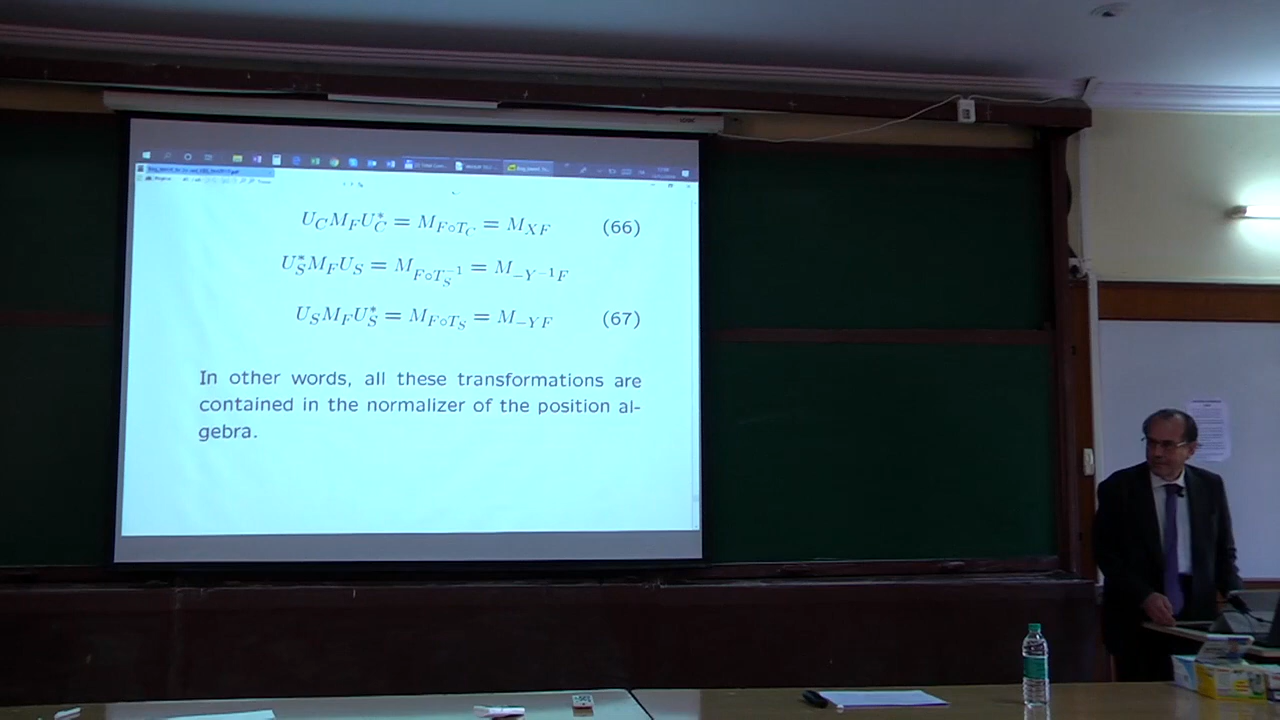 U_C M_F U_C^* = M_{F∘T_C} = M_{XF} (66)
U_S^* M_F U_S = M_{F∘T_S^{-1}} = M_{-Y^{-1}F}
U_S M_F U_S^* = M_{F∘T_S} = M_{-YF} (67)
In other words, all these transformations are
contained in the normalizer of the position al-
gebra.